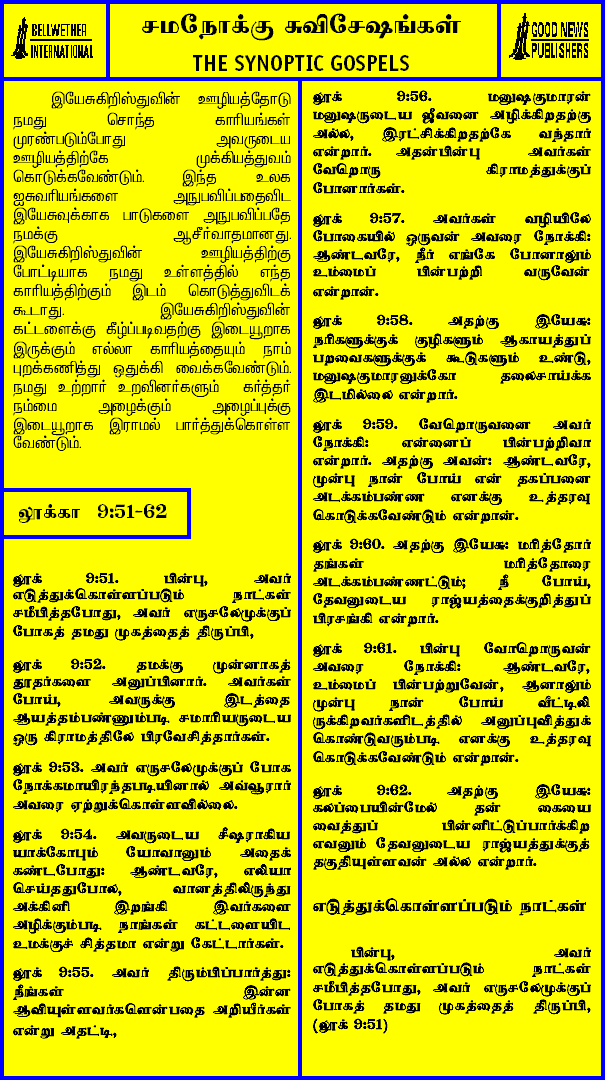 BELLWETHER
INTERNATIONAL
சமநோக்கு சுவிசேஷங்கள்
THE SYNOPTIC GOSPELS
GOOD NEWS
PUBLISHERS
இயேசுகிறிஸ்துவின் ஊழியத்தோடு
நமது சொந்த காரியங்கள்
முரண்படும்போது அவருடைய
ஊழியத்திற்கே முக்கியத்துவம்
கொடுக்கவேண்டும். இந்த உலக
ஐசுவரியங்களை அநுபவிப்பதைவிட
இயேசுவுக்காக பாடுகளை அநுபவிப்பதே
நமக்கு ஆசீர்வாதமானது.
இயேசுகிறிஸ்துவின் ஊழியத்திற்கு
போட்டியாக நமது உள்ளத்தில் எந்த
காரியத்திற்கும் இடம் கொடுத்துவிடக்
கூடாது. இயேசுகிறிஸ்துவின்
கட்டளைக்கு கீழ்ப்படிவதற்கு இடையூறாக
இருக்கும் எல்லா காரியத்தையும் நாம்
புறக்கணித்து ஒதுக்கி வைக்கவேண்டும்.
நமது உற்றார் உறவினர்களும் கர்த்தர்
நம்மை அழைக்கும் அழைப்புக்கு
இடையூறாக இராமல் பார்த்துக்கொள்ள
வேண்டும்.
லூக்கா 9:51-62
லூக் 9:51. பின்பு, அவர்
எடுத்துக்கொள்ளப்படும் நாட்கள்
சமீபித்தபோது, அவர் எருசலேமுக்குப்
போகத் தமது முகத்தைத் திருப்பி,
லூக் 9:52. தமக்கு முன்னாகத்
தூதர்களை அனுப்பினார். அவர்கள்
போய், அவருக்கு இடத்தை
ஆயத்தம்பண்ணும்படி சமாரியருடைய
ஒரு கிராமத்திலே பிரவேசித்தார்கள்.
லூக் 9:53. அவர் எருசலேமுக்குப் போக
நோக்கமாயிரந்தபடியினால் அவ்வூரார்
அவரை ஏற்றுக்கொள்ளவில்லை.
லூக் 9:54. அவருடைய சீஷராகிய
யாக்கோபும் யோவானும் அதைக்
கண்டபோது: ஆண்டவரே, எலியா
செய்ததுபோல, வானத்திலிருந்து
அக்கினி இறங்கி இவர்களை
அழிக்கும்படி நாங்கள் கட்டளையிட
உமக்குச் சித்தமா என்று கேட்டார்கள்.
லூக் 9:55. அவர் திரும்பிப்பார்த்து:
நீங்கள் இன்ன
ஆவியுள்ளவர்களென்பதை அறியீர்கள்
என்று அதட்டி,
லூக் 9:56. மனுஷகுமாரன்
மனுஷருடைய ஜீவனை அழிக்கிறதற்கு
அல்ல, இரட்சிக்கிறதற்கே வந்தார்
என்றார். அதன்பின்பு அவர்கள்
வேறொரு கிராமத்துக்குப்
போனார்கள்.
லூக் 9:57. அவர்கள் வழியிலே
போகையில் ஒருவன் அவரை நோக்கி:
ஆண்டவரே, நீர் எங்கே போனாலும்
உம்மைப் பின்பற்றி வருவேன்
என்றான்.
லூக் 9:58. அதற்கு இயேசு:
நரிகளுக்குக் குழிகளும் ஆகாயத்துப்
பறவைகளுக்குக் கூடுகளும் உண்டு,
மனுஷகுமாரனுக்கோ தலைசாய்க்க
இடமில்லை என்றார்.
லூக் 9:59. வேறொருவனை அவர்
நோக்கி: என்னைப் பின்பற்றிவா
என்றார். அதற்கு அவன்: ஆண்டவரே,
முன்பு நான் போய் என் தகப்பனை
அடக்கம்பண்ண எனக்கு உத்தரவு
கொடுக்கவேண்டும் என்றான்.
லூக் 9:60. அதற்கு இயேசு: மரித்தோர்
தங்கள் மரித்தோரை
அடக்கம்பண்ணட்டும்; நீ போய்,
தேவனுடைய ராஜ்யத்தைக்குறித்துப்
பிரசங்கி என்றார்.
லூக் 9:61. பின்பு வோறொருவன்
அவரை நோக்கி: ஆண்டவரே,
உம்மைப் பின்பற்றுவேன், ஆனாலும்
முன்பு நான் போய் வீட்டிலி
ருக்கிறவர்களிடத்தில் அனுப்புவித்துக்
கொண்டுவரும்படி எனக்கு உத்தரவு
கொடுக்கவேண்டும் என்றான்.
லூக் 9:62. அதற்கு இயேசு:
கலப்பையின்மேல் தன் கையை
வைத்துப் பின்னிட்டுப்பார்க்கிற
எவனும் தேவனுடைய ராஜ்யத்துக்குத்
தகுதியுள்ளவன் அல்ல என்றார்.
எடுத்துக்கொள்ளப்படும் நாட்கள்
பின்பு, அவர்
எடுத்துக்கொள்ளப்படும் நாட்கள்
சமீபித்தபோது, அவர் எருசலேமுக்குப்
போகத் தமது முகத்தைத் திருப்பி,
(லூக் 9:51)